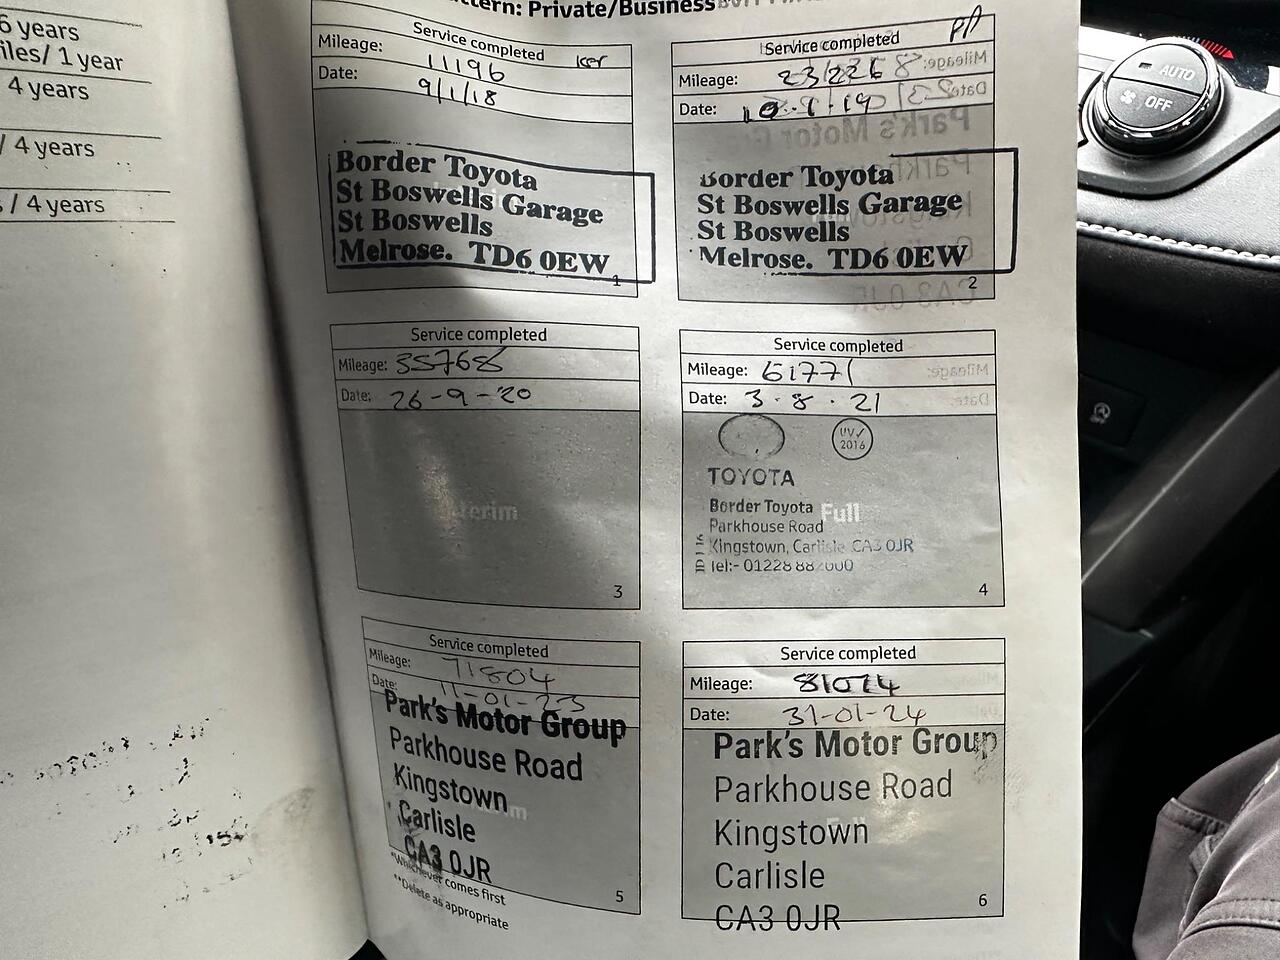 6 years
iles/ 1 year
4 years
/ 4 years
/ 4 years
ttern: Private/Business
Service completed
Mileage: 11196
Date: 9/1/18
Border Toyota
St Boswells Garage
St Boswells
Melrose. TD6 0EW
1
Service completed
Mileage: 23226
Date: 10.1.19
Border Toyota
St Boswells Garage
St Boswells
Melrose. TD6 0EW
2
Service completed
Mileage: 35768
Date: 26-9-20
terim
3
Service completed
Mileage: 61771
Date: 3.8.21
UV✓
2016
TOYOTA
Border Toyota
Full
Parkhouse Road
Kingstown, Carlisle CA3 0JR
Tel:- 01228 882000
4
Service completed
Mileage: 71804
Date: 11-01-23
Park's Motor Group
Parkhouse Road
Kingstown
Carlisle
CA3 0JR
5
*Whichever comes first
**Delete as appropriate
Service completed
Mileage: 81074
Date: 31-01-24
Park's Motor Group
Parkhouse Road
Kingstown
Carlisle
CA3 0JR
6
AUTO
OFF